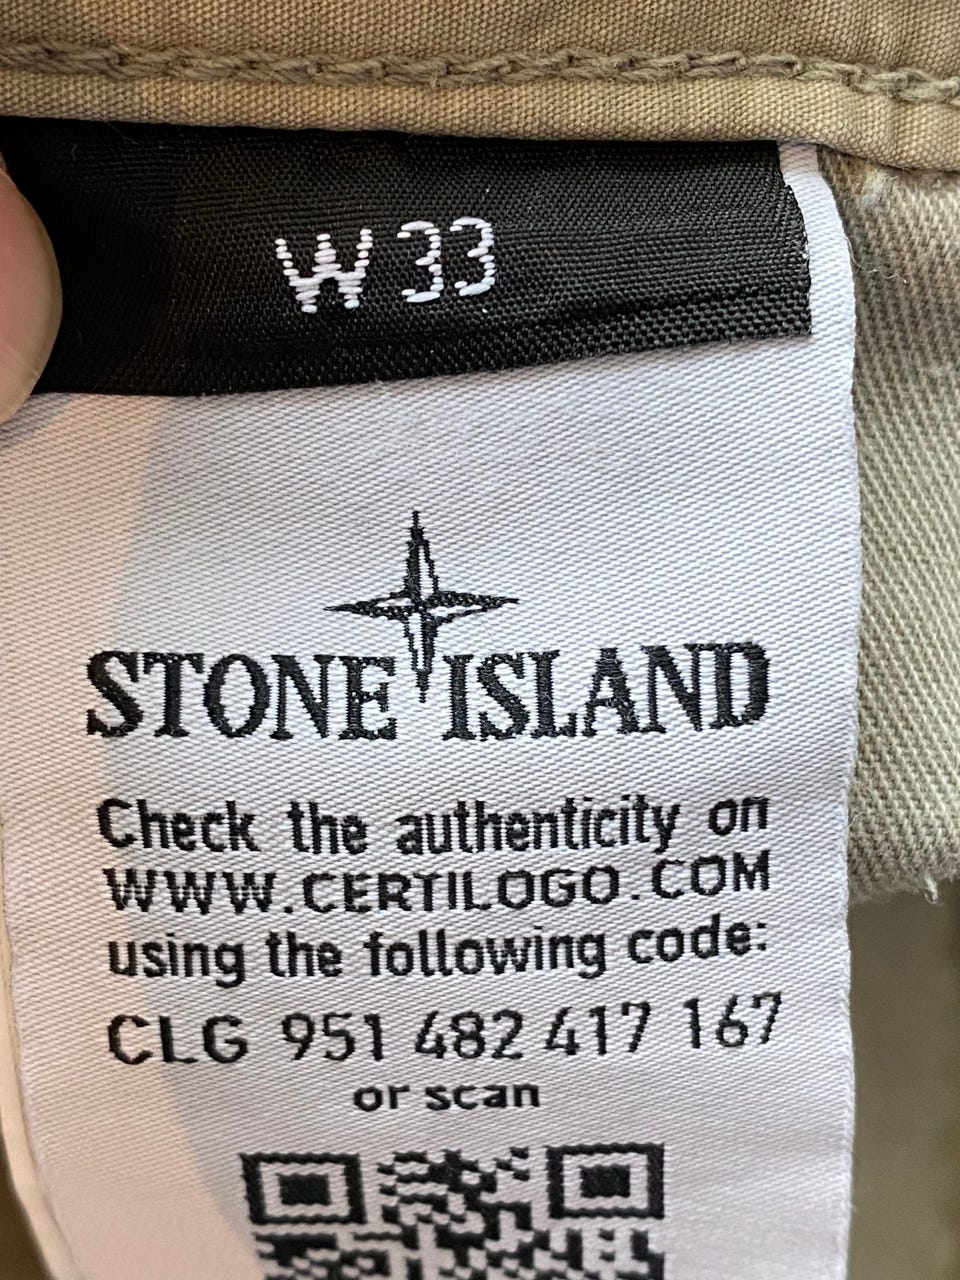 W 33
STONE ISLAND
Check the authenticity on
WWW.CERTILOGO.COM
using the following code:
CLG 951 482 417 167
or scan